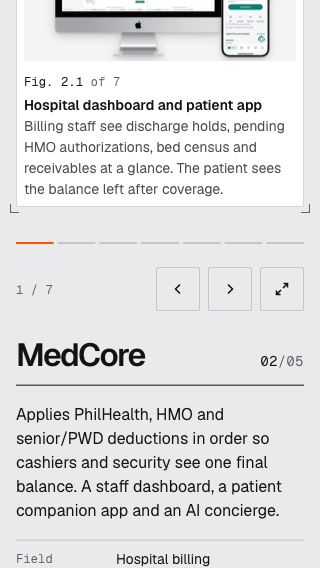 Fig. 2.1 of 7
Hospital dashboard and patient app
Billing staff see discharge holds, pending
HMO authorizations, bed census and
receivables at a glance. The patient sees
the balance left after coverage.
1 / 7
MedCore
02/05
Applies PhilHealth, HMO and
senior/PWD deductions in order so
cashiers and security see one final
balance. A staff dashboard, a patient
companion app and an AI concierge.
Field Hospital billing